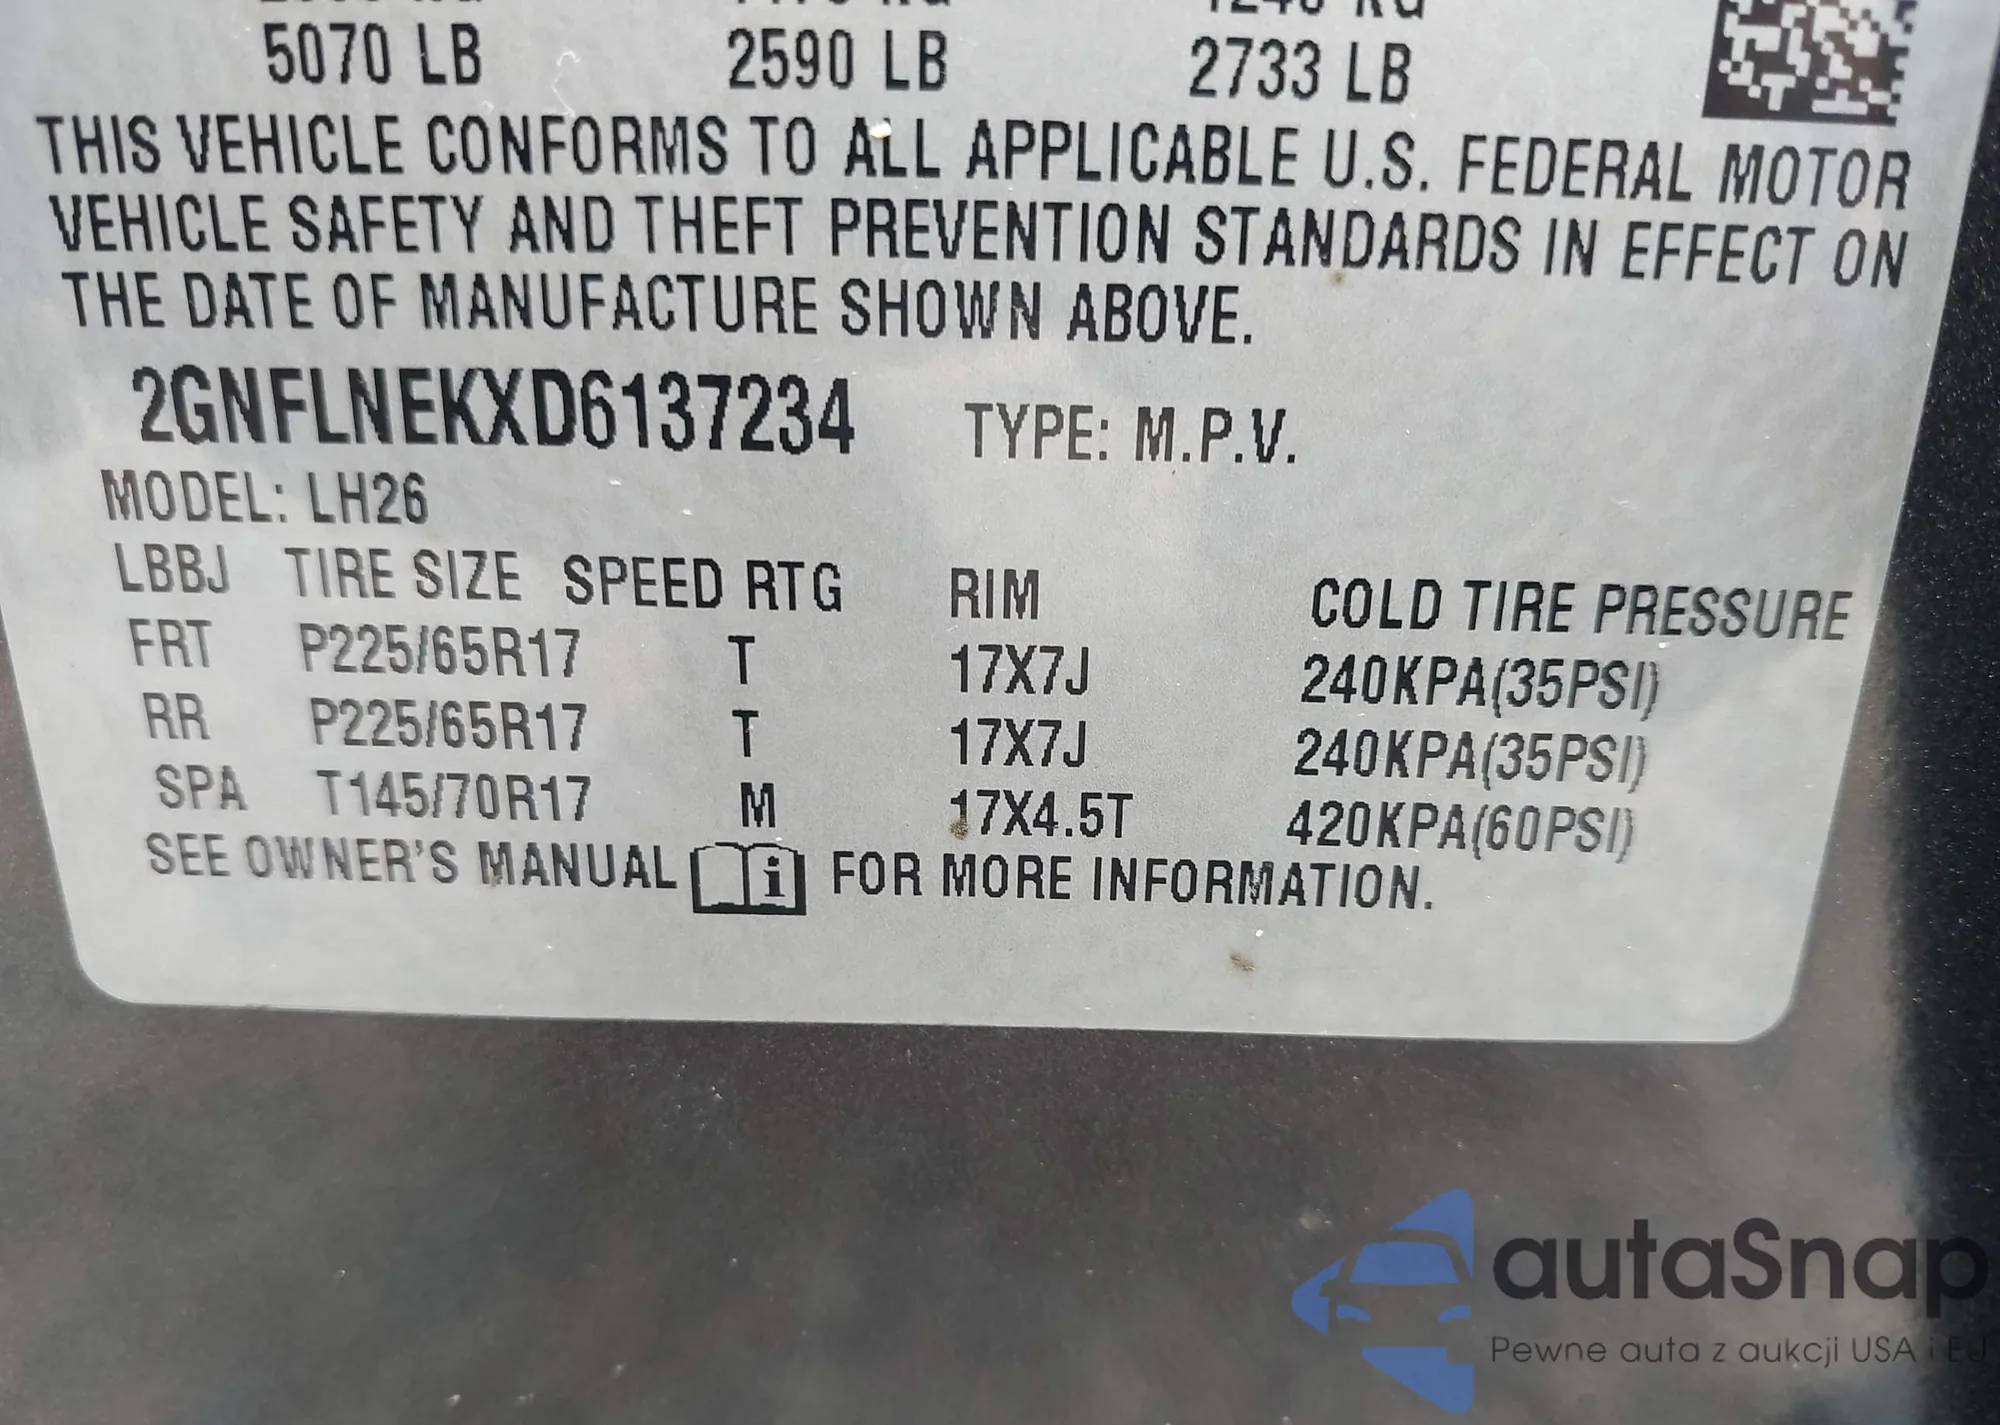 5070 LB 2590 LB 2733 LB
THIS VEHICLE CONFORMS TO ALL APPLICABLE U.S. FEDERAL MOTOR
VEHICLE SAFETY AND THEFT PREVENTION STANDARDS IN EFFECT ON
THE DATE OF MANUFACTURE SHOWN ABOVE.
2GNFLNEKXD6137234 TYPE: M.P.V.
MODEL: LH26
LBBJ TIRE SIZE SPEED RTG RIM COLD TIRE PRESSURE
FRT P225/65R17 T 17X7J 240KPA(35PSI)
RR P225/65R17 T 17X7J 240KPA(35PSI)
SPA T145/70R17 M 17X4.5T 420KPA(60PSI)
SEE OWNER'S MANUAL i FOR MORE INFORMATION.
autaSnap
Pewne auta z aukcji USA i EU